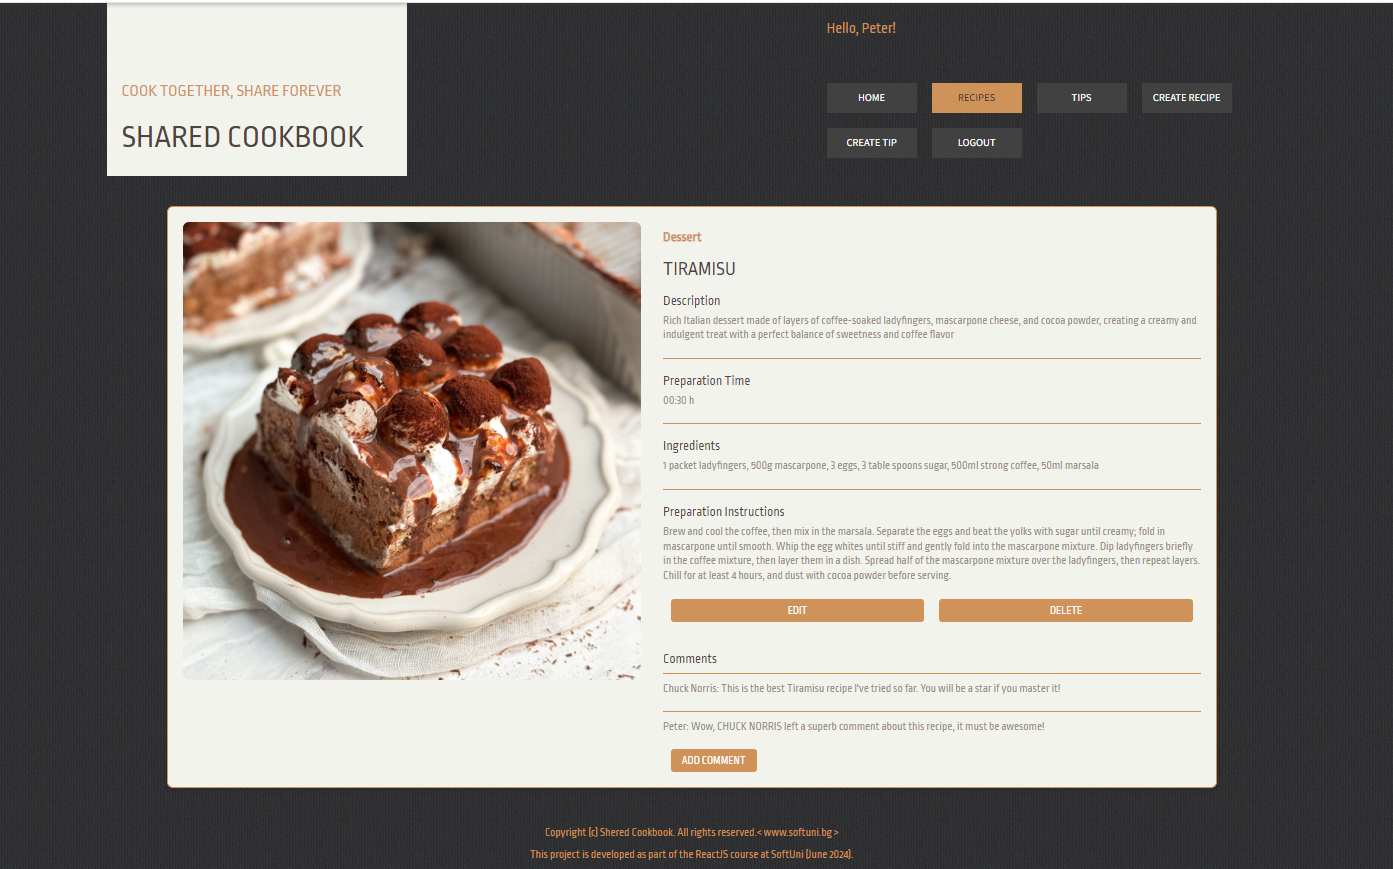 Hello, Peter!
COOK TOGETHER, SHARE FOREVER
SHARED COOKBOOK
HOME
RECIPES
TIPS
CREATE RECIPE
CREATE TIP
LOGOUT
Dessert
TIRAMISU
Description
Rich Italian dessert made of layers of coffee-soaked ladyfingers, mascarpone cheese, and cocoa powder, creating a creamy and
indulgent treat with a perfect balance of sweetness and coffee flavor
Preparation Time
00:30 h
Ingredients
1 packet ladyfingers, 500g mascarpone, 3 eggs, 3 table spoons sugar, 500ml strong coffee, 50ml marsala
Preparation Instructions
Brew and cool the coffee, then mix in the marsala. Separate the eggs and beat the yolks with sugar until creamy; fold in
mascarpone until smooth. Whip the egg whites until stiff and gently fold into the mascarpone mixture. Dip ladyfingers briefly
in the coffee mixture, then layer them in a dish. Spread half of the mascarpone mixture over the ladyfingers, then repeat layers.
Chill for at least 4 hours, and dust with cocoa powder before serving.
EDIT
DELETE
Comments
Chuck Norris: This is the best Tiramisu recipe I've tried so far. You will be a star if you master it!
Peter: Wow, CHUCK NORRIS left a superb comment about this recipe, it must be awesome!
ADD COMMENT
Copyright (c) Shered Cookbook. All rights reserved.< www.softuni.bg >
This project is developed as part of the ReactJS course at SoftUni (June 2024).